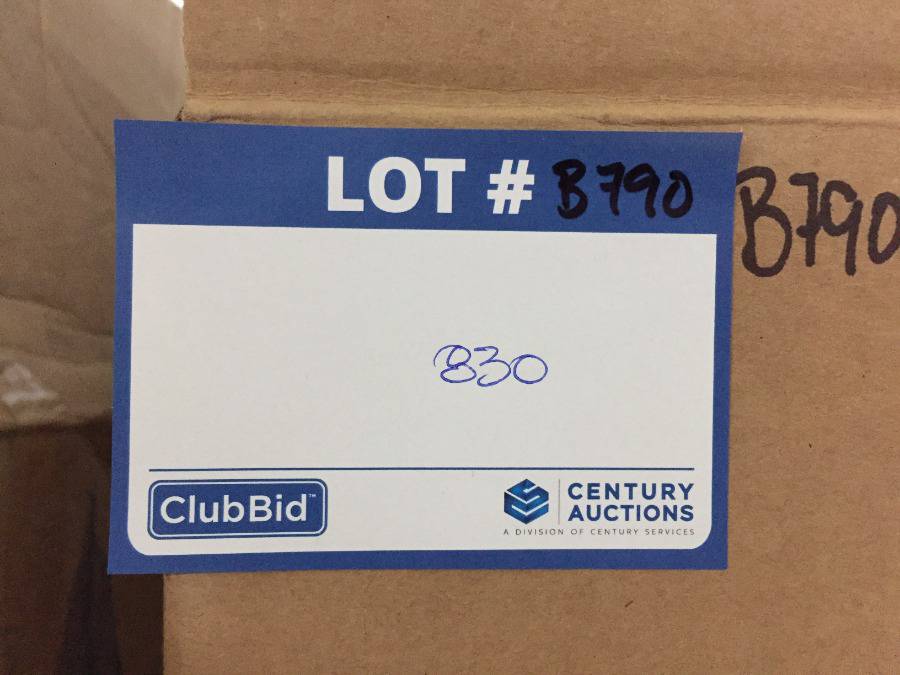 LOT # B790
B790
830
ClubBid™
CENTURY
AUCTIONS
A DIVISION OF CENTURY SERVICES